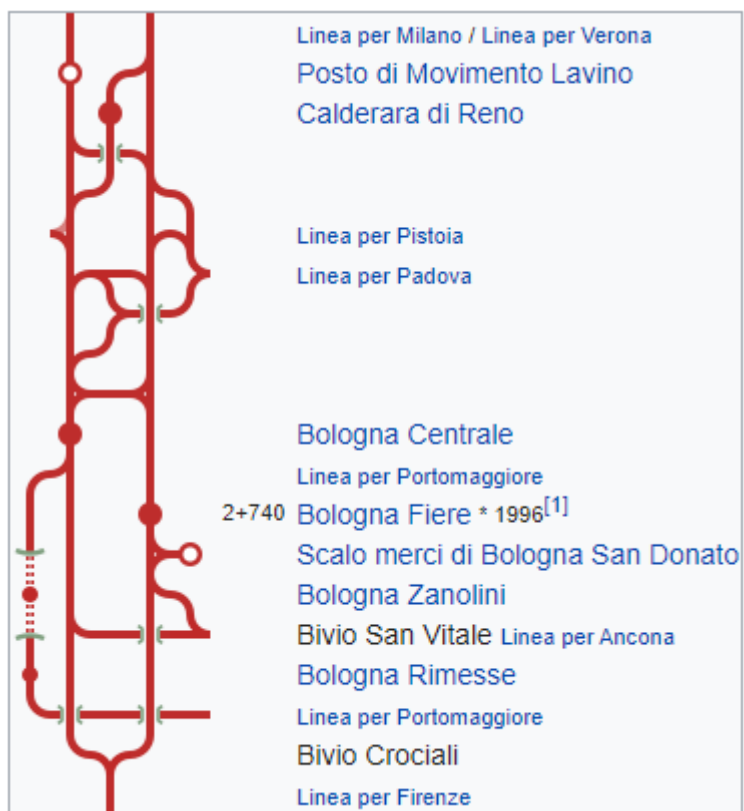 Linea per Milano / Linea per Verona
Posto di Movimento Lavino
Calderara di Reno
Linea per Pistoia
Linea per Padova
Bologna Centrale
Linea per Portomaggiore
2+740 Bologna Fiere * 1996[1]
Scalo merci di Bologna San Donato
Bologna Zanolini
Bivio San Vitale Linea per Ancona
Bologna Rimesse
Linea per Portomaggiore
Bivio Crociali
Linea per Firenze